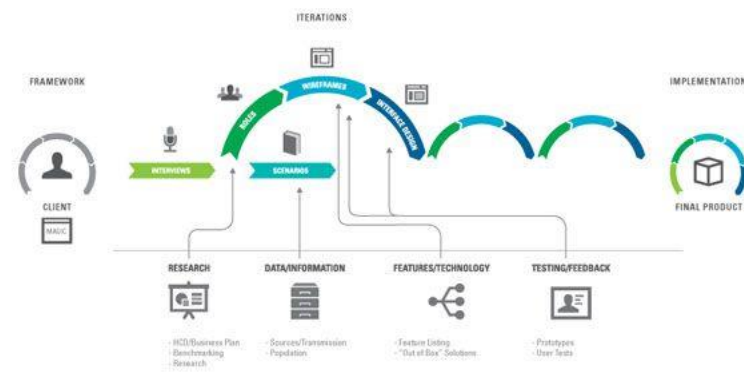 ITERATIONS
FRAMEWORK
IMPLEMENTATION
WIREFRAMES
ROLES
INTERFACE DESIGN
INTERVIEWS
SCENARIOS
CLIENT
MAGIC
FINAL PRODUCT
RESEARCH
DATA/INFORMATION
FEATURES/TECHNOLOGY
TESTING/FEEDBACK
- HCD/Business Plan
- Benchmarking
- Research
- Sources/Transmission
- Population
- Feature Listing
- "Out of Box" Solutions
- Prototypes
- User Tests